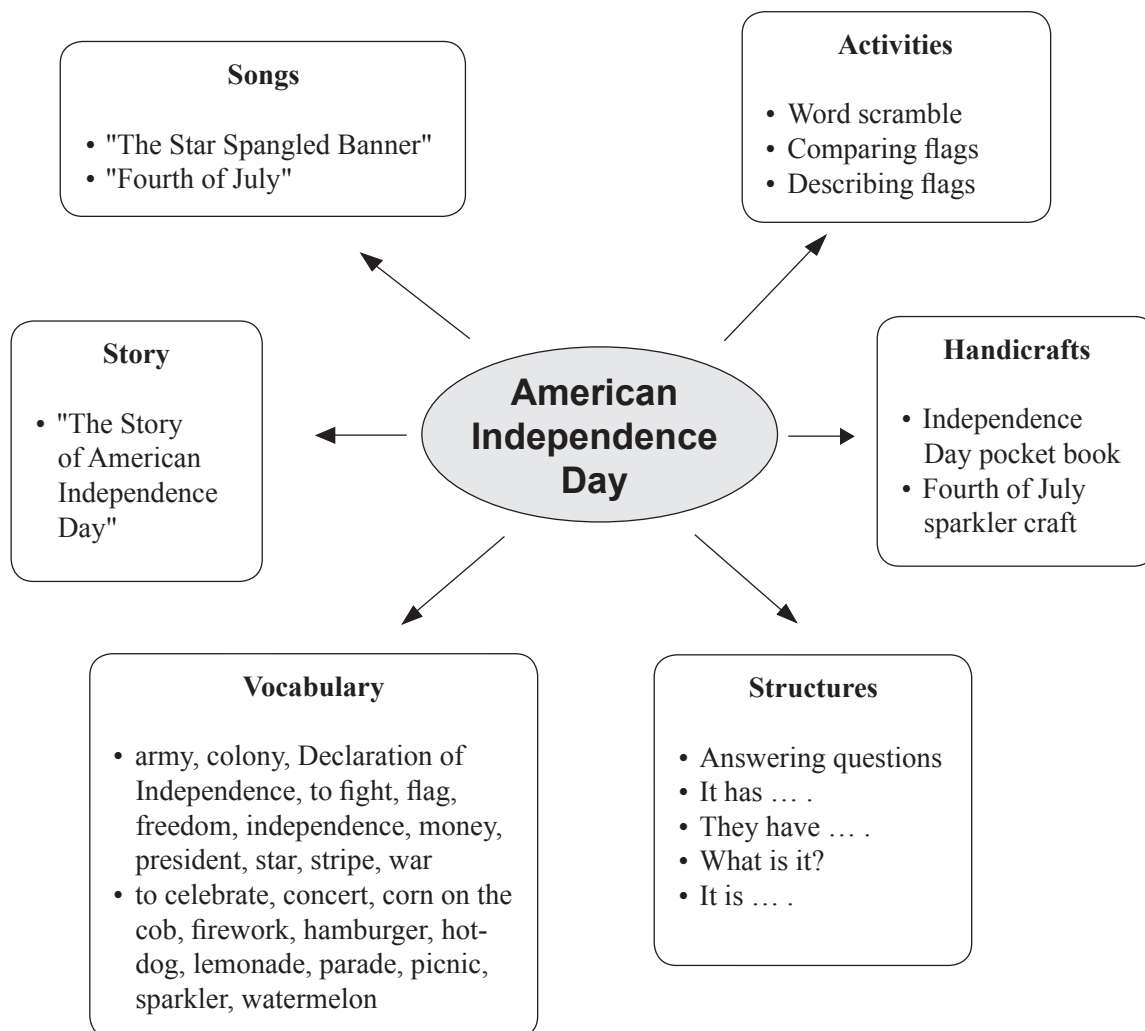 Songs
• "The Star Spangled Banner"
• "Fourth of July"
Activities
• Word scramble
• Comparing flags
• Describing flags
Story
• "The Story
of American
Independence
Day"
American
Independence
Day
Handicrafts
• Independence
Day pocket book
• Fourth of July
sparkler craft
Vocabulary
• army, colony, Declaration of
Independence, to fight, flag,
freedom, independence, money,
president, star, stripe, war
• to celebrate, concert, corn on the
cob, firework, hamburger, hot-
dog, lemonade, parade, picnic,
sparkler, watermelon
Structures
• Answering questions
• It has … .
• They have … .
• What is it?
• It is … .